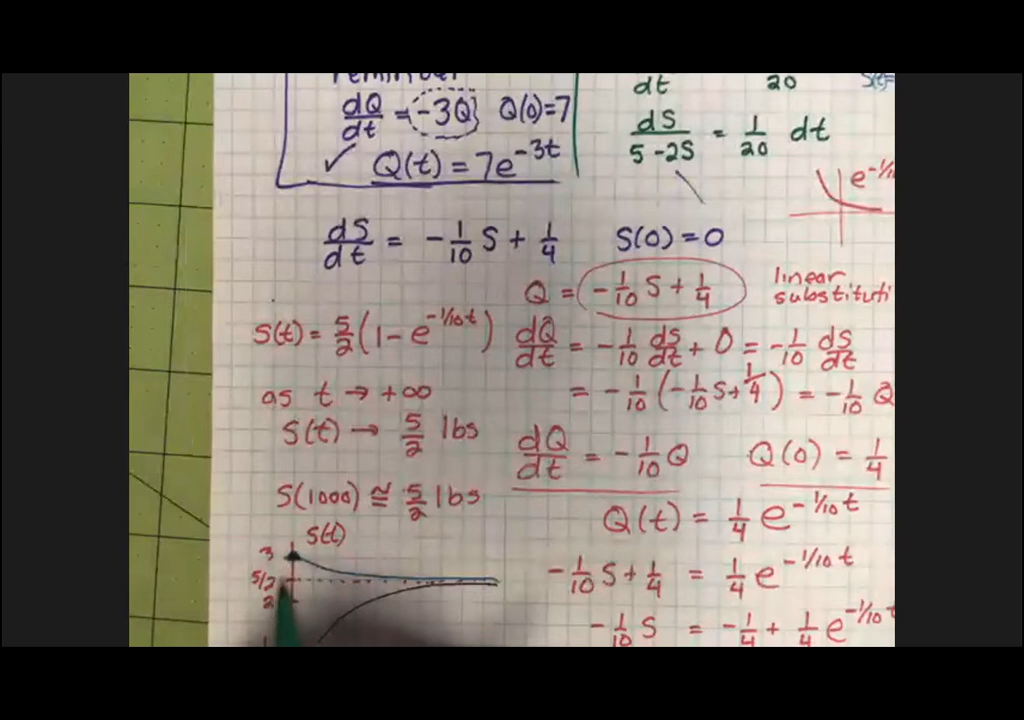 dQ/dt = -3Q Q(0)=7
Q(t) = 7e^-3t
dt 20
dS/(5-2S) = 1/20 dt
dS/dt = -1/10 S + 1/4 S(0)=0
Q = -1/10 S + 1/4
linear
S(t) = 5/2 (1 - e^-1/10t)
dQ/dt = -1/10 dS/dt + 0 = -1/10 dS/dt
= -1/10 (-1/10 S + 1/4) = -1/10 Q
as t → +∞
S(t) → 5/2 lbs
dQ/dt = -1/10 Q Q(0) = 1/4
S(1000) ≅ 5/2 lbs
Q(t) = 1/4 e^-1/10 t
S(t)
3
5/2
2
-1/10 S + 1/4 = 1/4 e^-1/10 t
-1/10 S = -1/4 + 1/4 e^-1/10 t